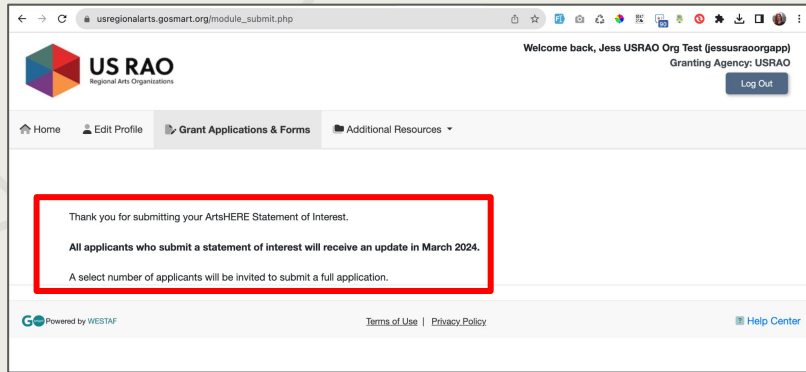 usregionalarts.gosmart.org/module_submit.php
90
US RAO
Regional Arts Organizations
Welcome back, Jess USRAO Org Test (jessusraoorgapp)
Granting Agency: USRAO
Log Out
Home Edit Profile Grant Applications & Forms Additional Resources
Thank you for submitting your ArtsHERE Statement of Interest.
All applicants who submit a statement of interest will receive an update in March 2024.
A select number of applicants will be invited to submit a full application.
Powered by WESTAF Terms of Use | Privacy Policy Help Center